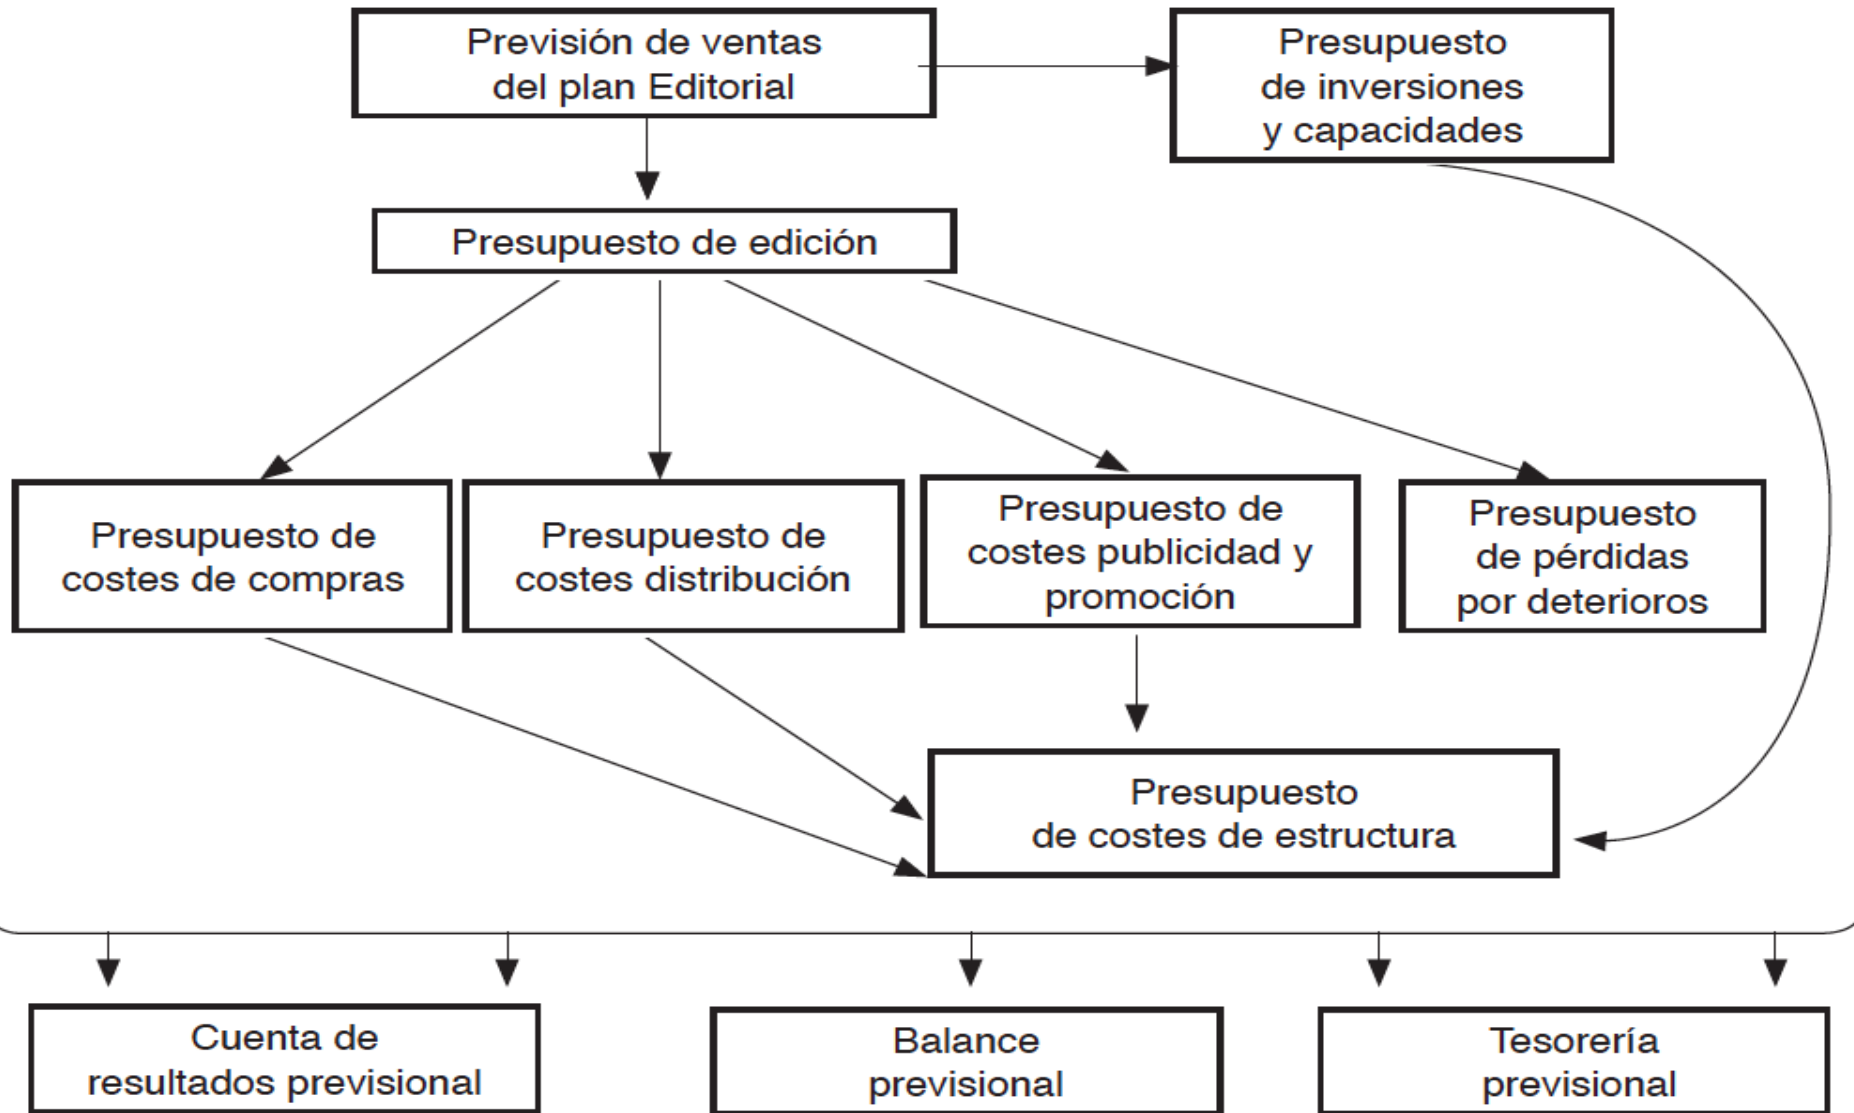 Previsión de ventas
del plan Editorial
Presupuesto
de inversiones
y capacidades
Presupuesto de edición
Presupuesto de
costes de compras
Presupuesto de
costes distribución
Presupuesto de
costes publicidad y
promoción
Presupuesto
de pérdidas
por deterioros
Presupuesto
de costes de estructura
Cuenta de
resultados previsional
Balance
previsional
Tesorería
previsional